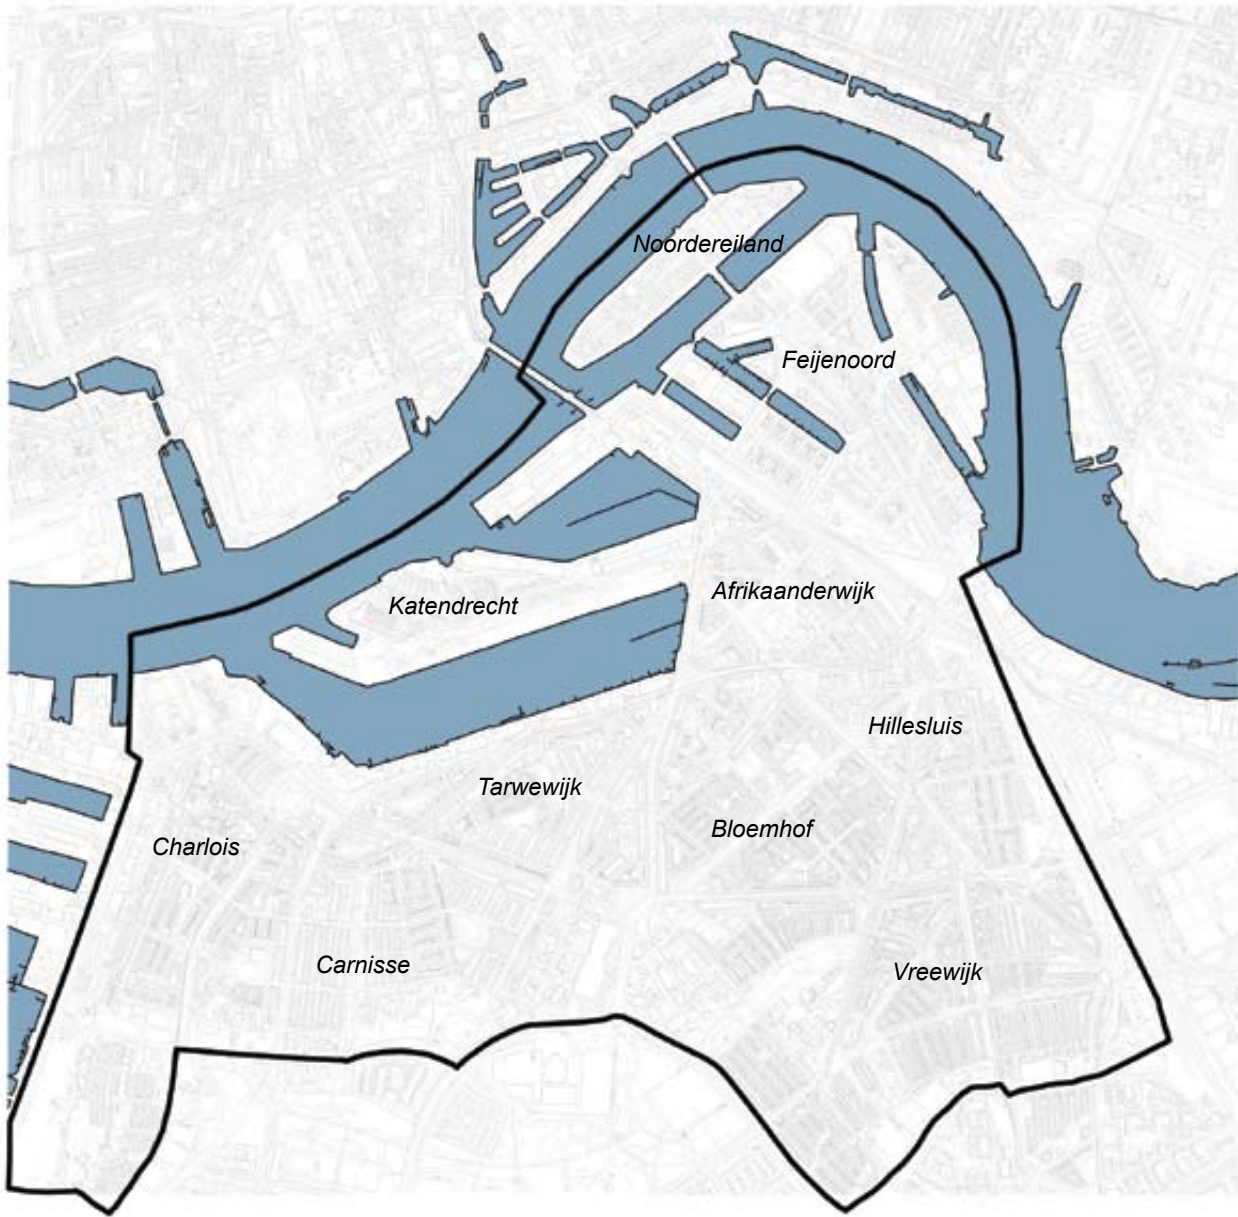 Noordereiland
Feijenoord
Afrikaanderwijk
Katendrecht
Hillesluis
Tarwewijk
Bloemhof
Charlois
Carnisse
Vreewijk